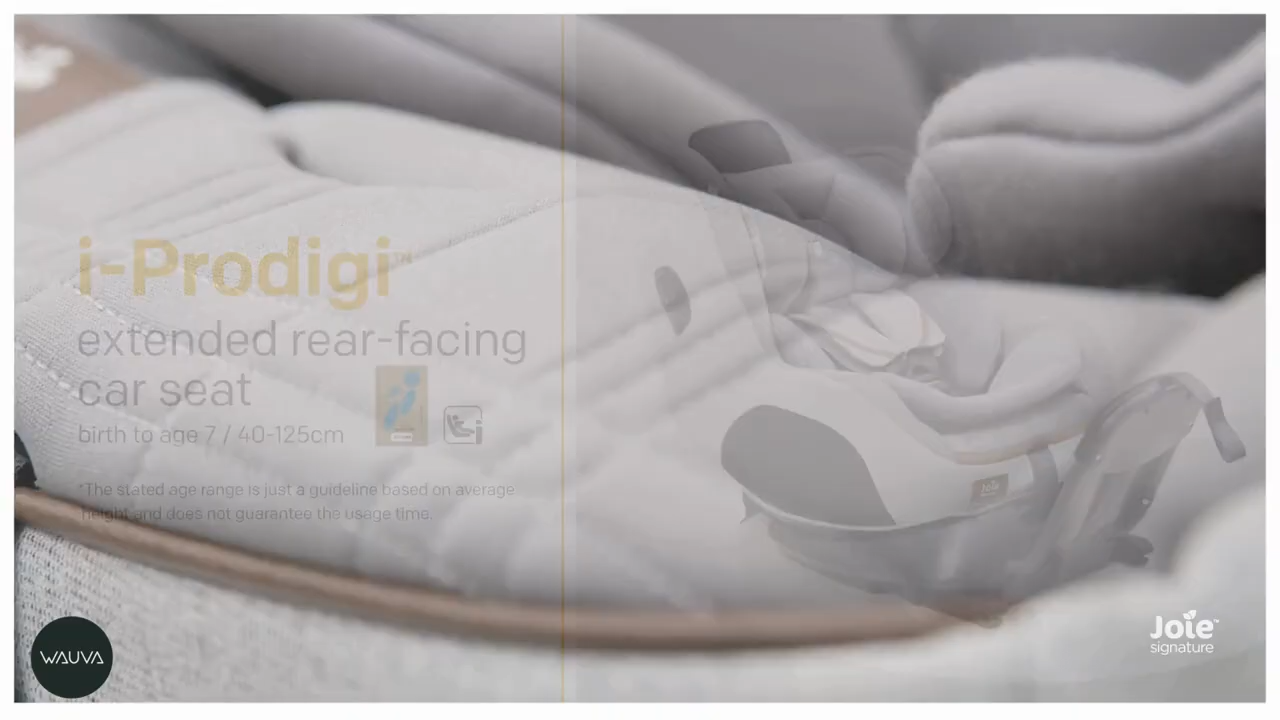 i-Prodigi™
extended rear-facing
car seat
birth to age 7 / 40-125cm
*The stated age range is just a guideline based on average
height and does not guarantee the usage time.
WAUVA
Joie™
signature
Joie